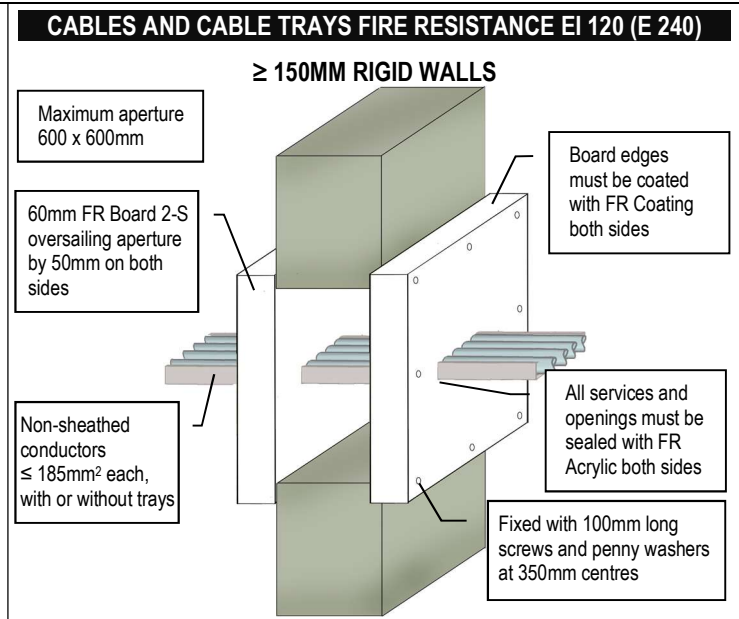 CABLES AND CABLE TRAYS FIRE RESISTANCE EI 120 (E 240)
≥ 150MM RIGID WALLS
Maximum aperture
600 x 600mm
Board edges
must be coated
with FR Coating
both sides
60mm FR Board 2-S
oversailing aperture
by 50mm on both
sides
Non-sheathed
conductors
≤ 185mm² each,
with or without trays
All services and
openings must be
sealed with FR
Acrylic both sides
Fixed with 100mm long
screws and penny washers
at 350mm centres